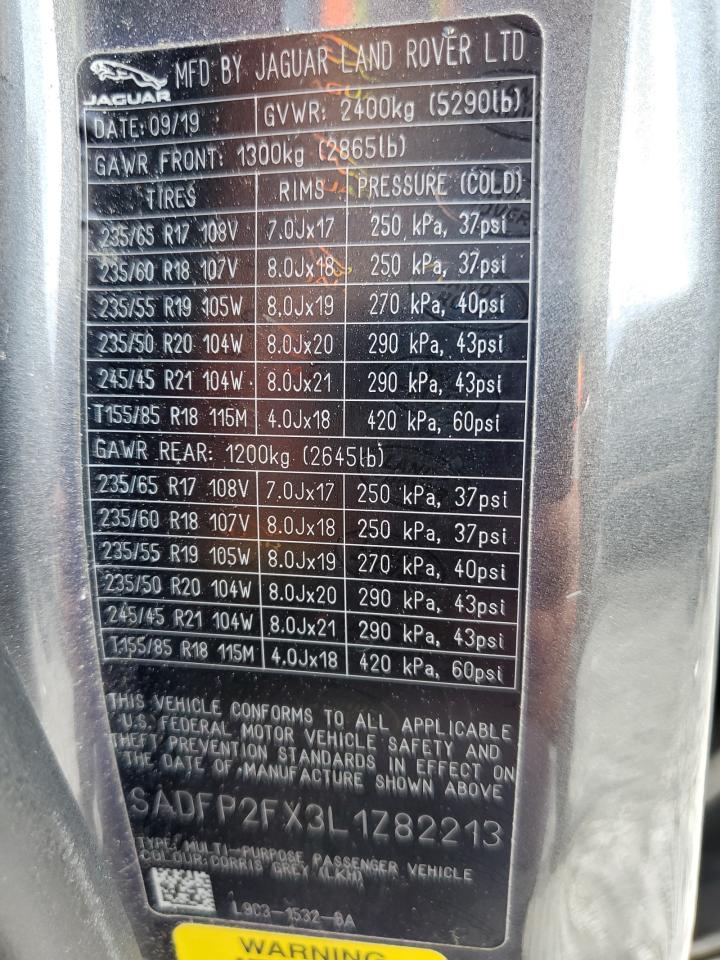 JAGUAR MFD BY JAGUAR LAND ROVER LTD
DATE: 09/19 GVWR: 2400kg (5290lb)
GAWR FRONT: 1300kg (2865lb)
TIRES RIMS PRESSURE (COLD)
235/65 R17 108V 7.0Jx17 250 kPa, 37psi
235/60 R18 107V 8.0Jx18 250 kPa, 37psi
235/55 R19 105W 8.0Jx19 270 kPa, 40psi
235/50 R20 104W 8.0Jx20 290 kPa, 43psi
245/45 R21 104W 8.0Jx21 290 kPa, 43psi
T155/85 R18 115M 4.0Jx18 420 kPa, 60psi
GAWR REAR: 1200kg (2645lb)
235/65 R17 108V 7.0Jx17 250 kPa, 37psi
235/60 R18 107V 8.0Jx18 250 kPa, 37psi
235/55 R19 105W 8.0Jx19 270 kPa, 40psi
235/50 R20 104W 8.0Jx20 290 kPa, 43psi
245/45 R21 104W 8.0Jx21 290 kPa, 43psi
T155/85 R18 115M 4.0Jx18 420 kPa, 60psi
THIS VEHICLE CONFORMS TO ALL APPLICABLE
U.S. FEDERAL MOTOR VEHICLE SAFETY AND
THEFT PREVENTION STANDARDS IN EFFECT ON
THE DATE OF MANUFACTURE SHOWN ABOVE
SADFP2FX3L1Z82213
TYPE: MULTI-PURPOSE PASSENGER VEHICLE
COLOUR: CORRIS GREY (LKH)
L9C3-1532-BA
WARNING